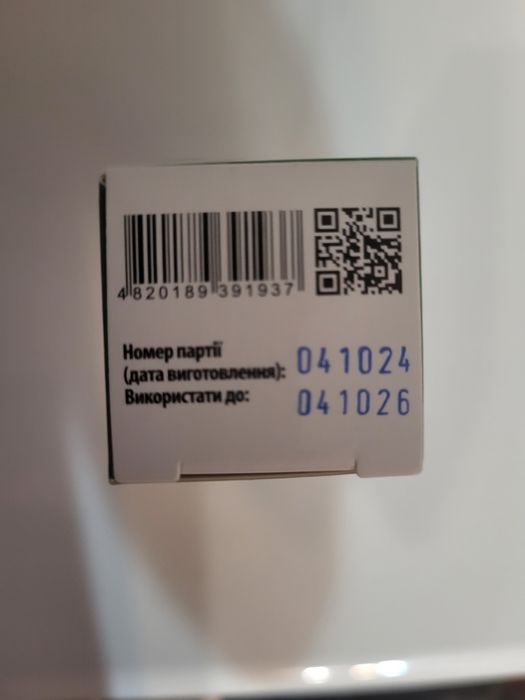 4820189391937
Номер партії
(дата виготовлення): 041024
Використати до: 041026